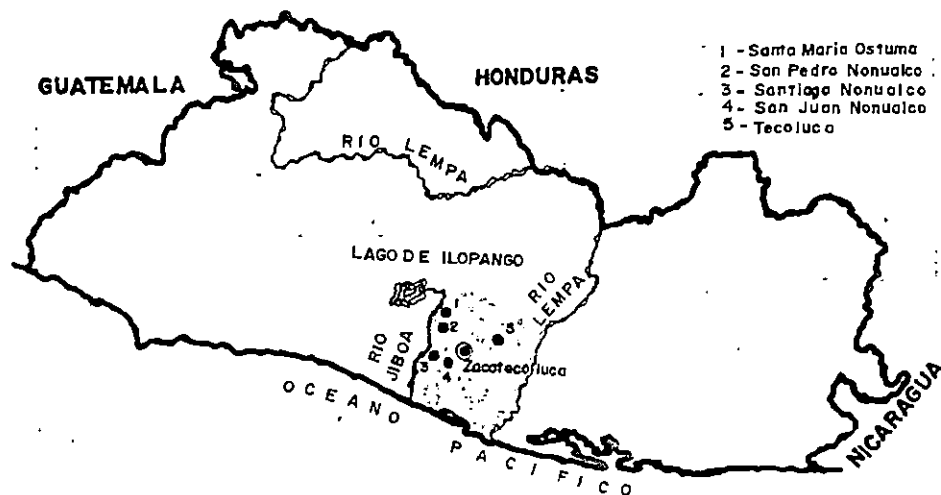 GUATEMALA
HONDURAS
1 - Santa Maria Ostuma
2 - San Pedro Nonualco
3 - Santiago Nonualco
4 - San Juan Nonualco
5 - Tecoluca
RIO LEMPA
LAGO DE ILOPANGO
RIO LEMPA
RIO JIBOA
1
2
5
3
4
Zacatecoluca
OCEANO PACIFICO
NICARAGUA